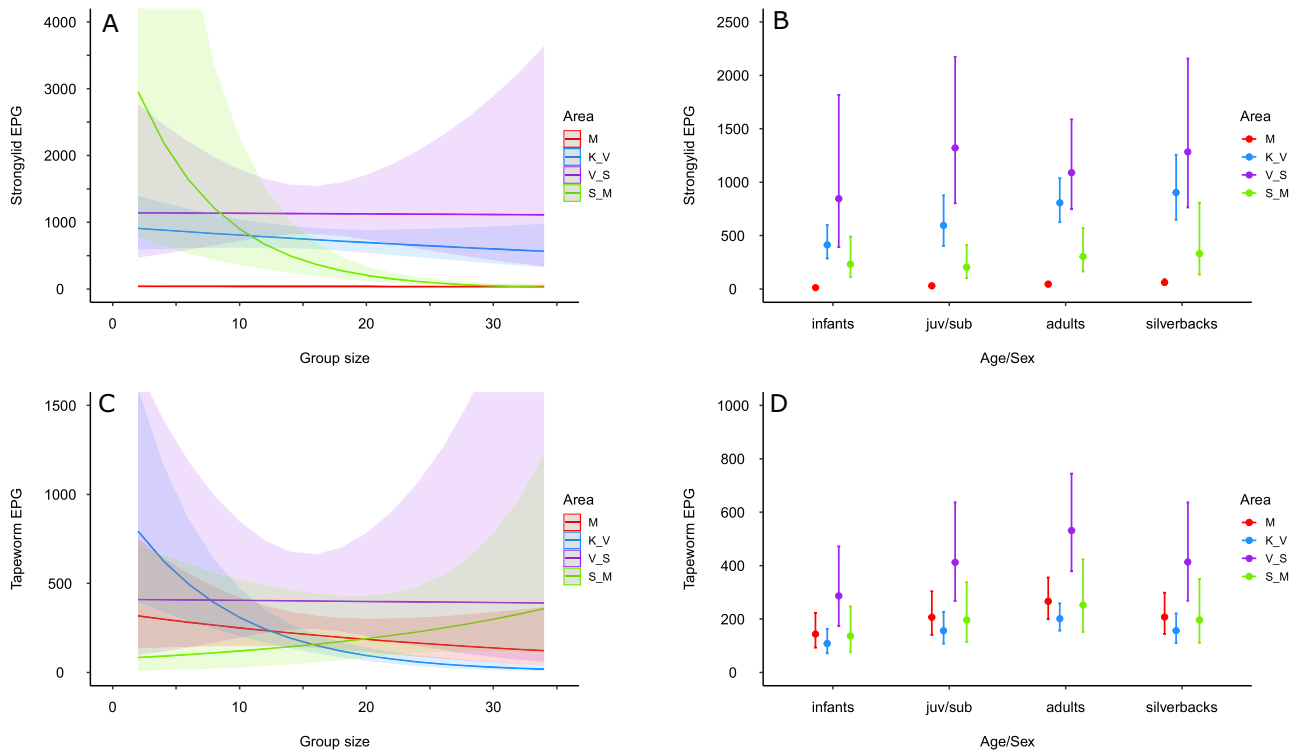 A
Strongylid EPG
4000
3000
2000
1000
0
0 10 20 30
Group size
Area
M
K_V
V_S
S_M
B
Strongylid EPG
2500
2000
1500
1000
500
0
infants juv/sub adults silverbacks
Age/Sex
Area
M
K_V
V_S
S_M
C
Tapeworm EPG
1500
1000
500
0
0 10 20 30
Group size
Area
M
K_V
V_S
S_M
D
Tapeworm EPG
1000
800
600
400
200
0
infants juv/sub adults silverbacks
Age/Sex
Area
M
K_V
V_S
S_M